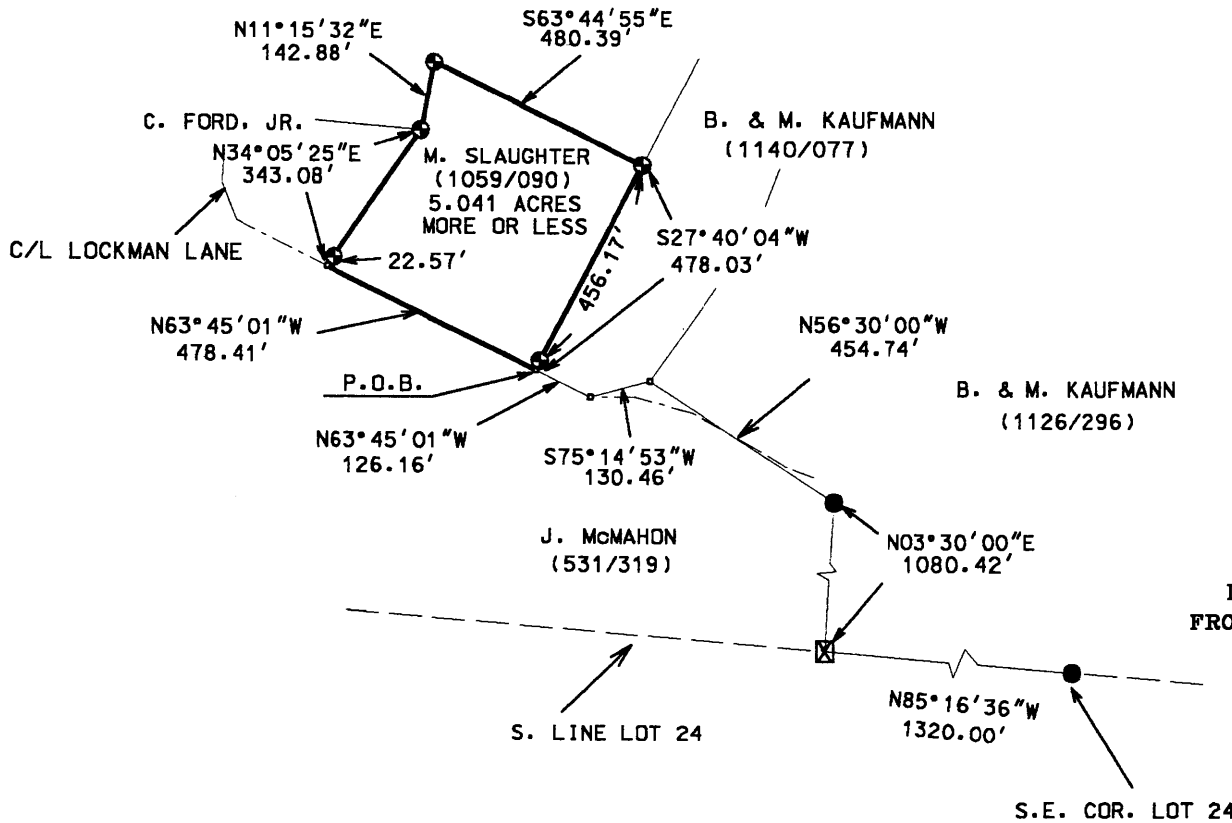 N11°15'32"E
142.88'
S63°44'55"E
480.39'
C. FORD, JR.
N34°05'25"E
343.08'
M. SLAUGHTER
(1059/090)
5.041 ACRES
MORE OR LESS
B. & M. KAUFMANN
(1140/077)
C/L LOCKMAN LANE
22.57'
456.17'
S27°40'04"W
478.03'
N63°45'01"W
478.41'
P.O.B.
N56°30'00"W
454.74'
B. & M. KAUFMANN
(1126/296)
N63°45'01"W
126.16'
S75°14'53"W
130.46'
J. McMAHON
(531/319)
N03°30'00"E
1080.42'
FRO
N85°16'36"W
1320.00'
S. LINE LOT 24
S.E. COR. LOT 24